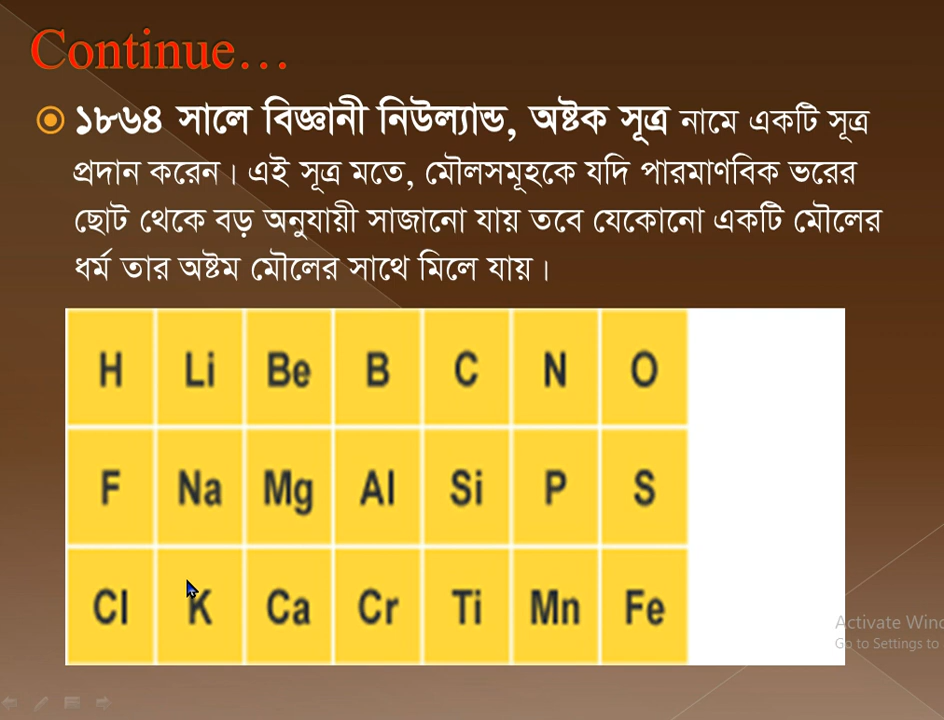 Continue...
১৮৬৪ সালে বিজ্ঞানী নিউল্যান্ড, অষ্টক সূত্র নামে একটি সূত্র
প্রদান করেন। এই সূত্র মতে, মৌলসমূহকে যদি পারমাণবিক ভরের
ছোট থেকে বড় অনুযায়ী সাজানো যায় তবে যেকোনো একটি মৌলের
ধর্ম তার অষ্টম মৌলের সাথে মিলে যায়।
H Li Be B C N O
F Na Mg Al Si P S
Cl K Ca Cr Ti Mn Fe
Activate Wind
Go to Settings to